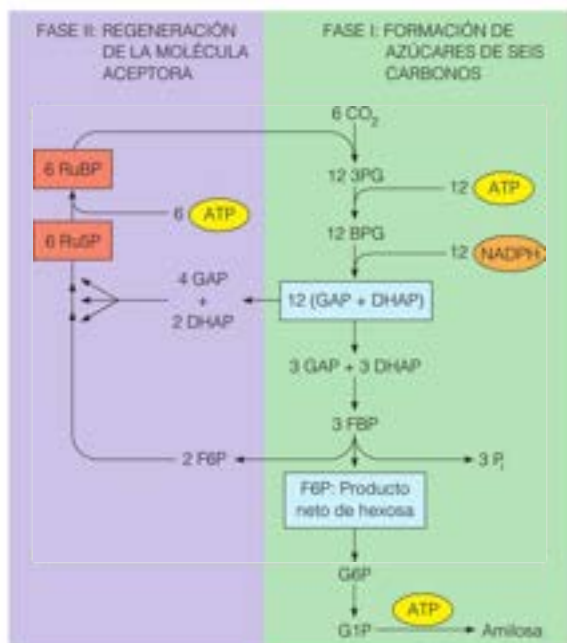 FASE II: REGENERACIÓN
DE LA MOLÉCULA
ACEPTORA
FASE I: FORMACIÓN DE
AZÚCARES DE SEIS
CARBONOS
6 CO2
6 RuBP
12 3PG
12 ATP
6 ATP
6 Ru5P
12 BPG
12 NADPH
4 GAP
+
2 DHAP
12 (GAP + DHAP)
3 GAP + 3 DHAP
3 FBP
2 F6P
3 Pi
F6P: Producto
neto de hexosa
G6P
ATP
G1P
Amilosa